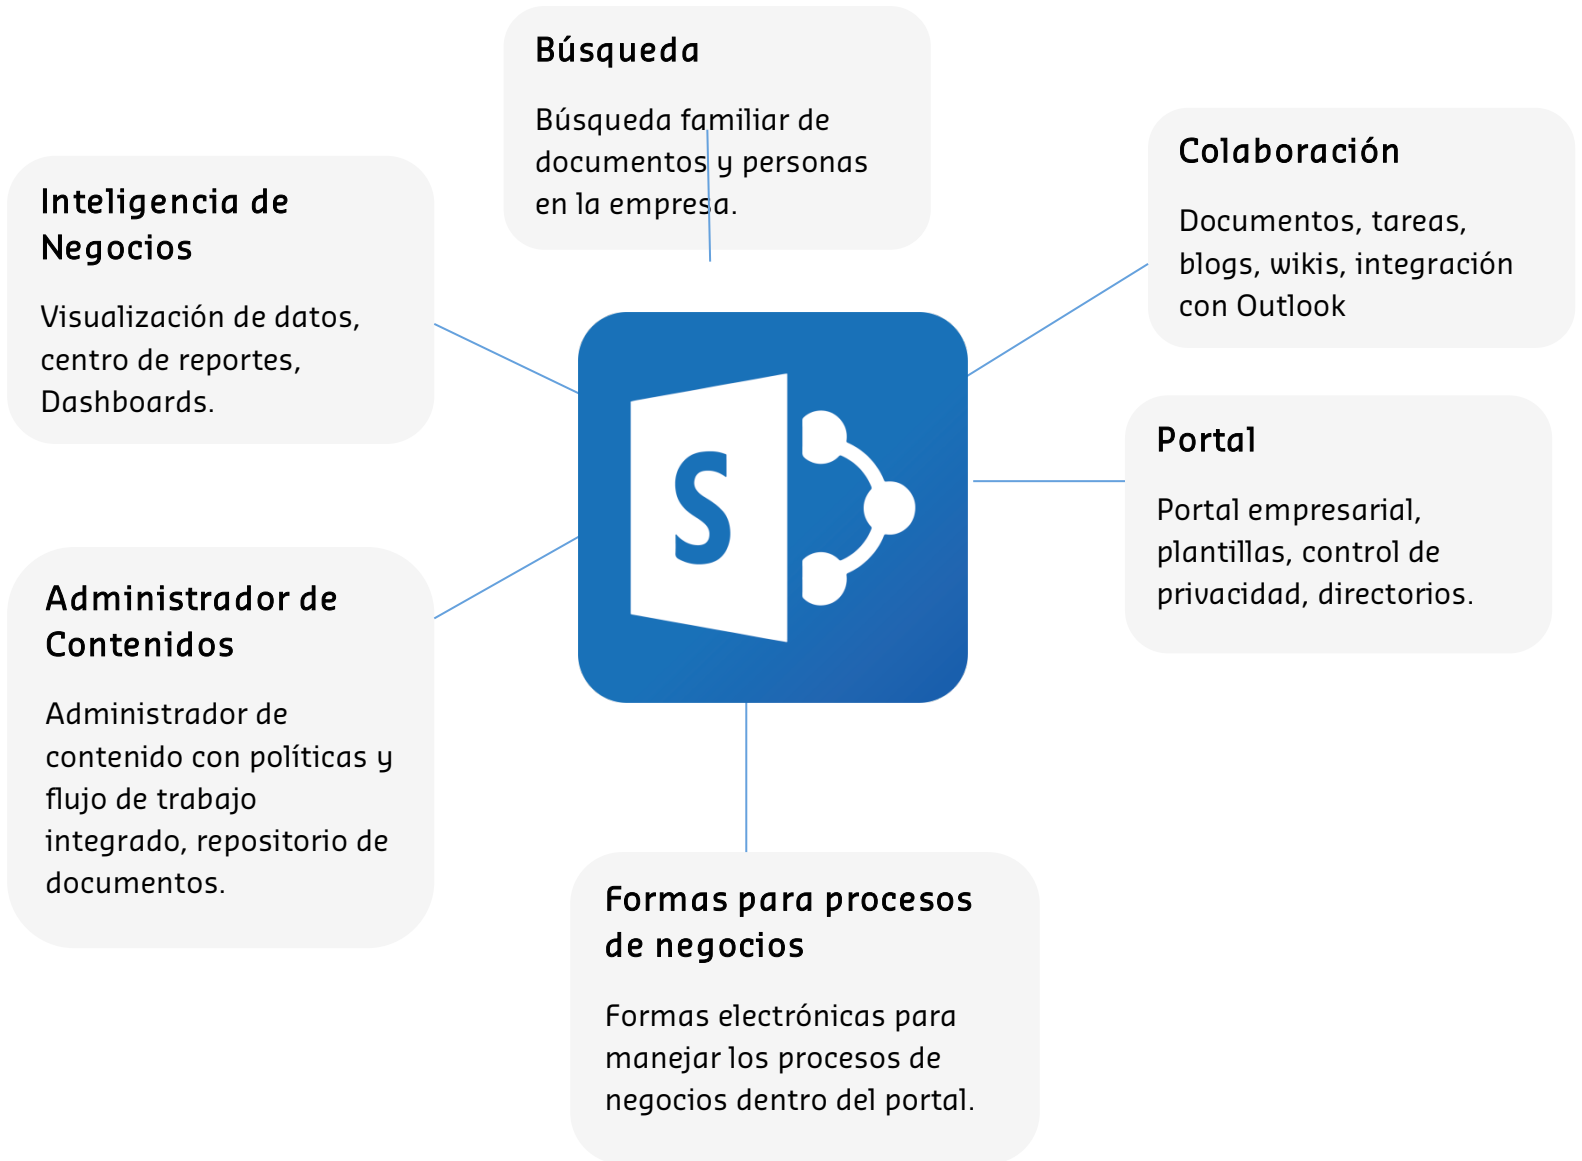 Búsqueda
Búsqueda familiar de
documentos y personas
en la empresa.
Colaboración
Documentos, tareas,
blogs, wikis, integración
con Outlook
Inteligencia de
Negocios
Visualización de datos,
centro de reportes,
Dashboards.
S
Portal
Portal empresarial,
plantillas, control de
privacidad, directorios.
Administrador de
Contenidos
Administrador de
contenido con políticas y
flujo de trabajo
integrado, repositorio de
documentos.
Formas para procesos
de negocios
Formas electrónicas para
manejar los procesos de
negocios dentro del portal.